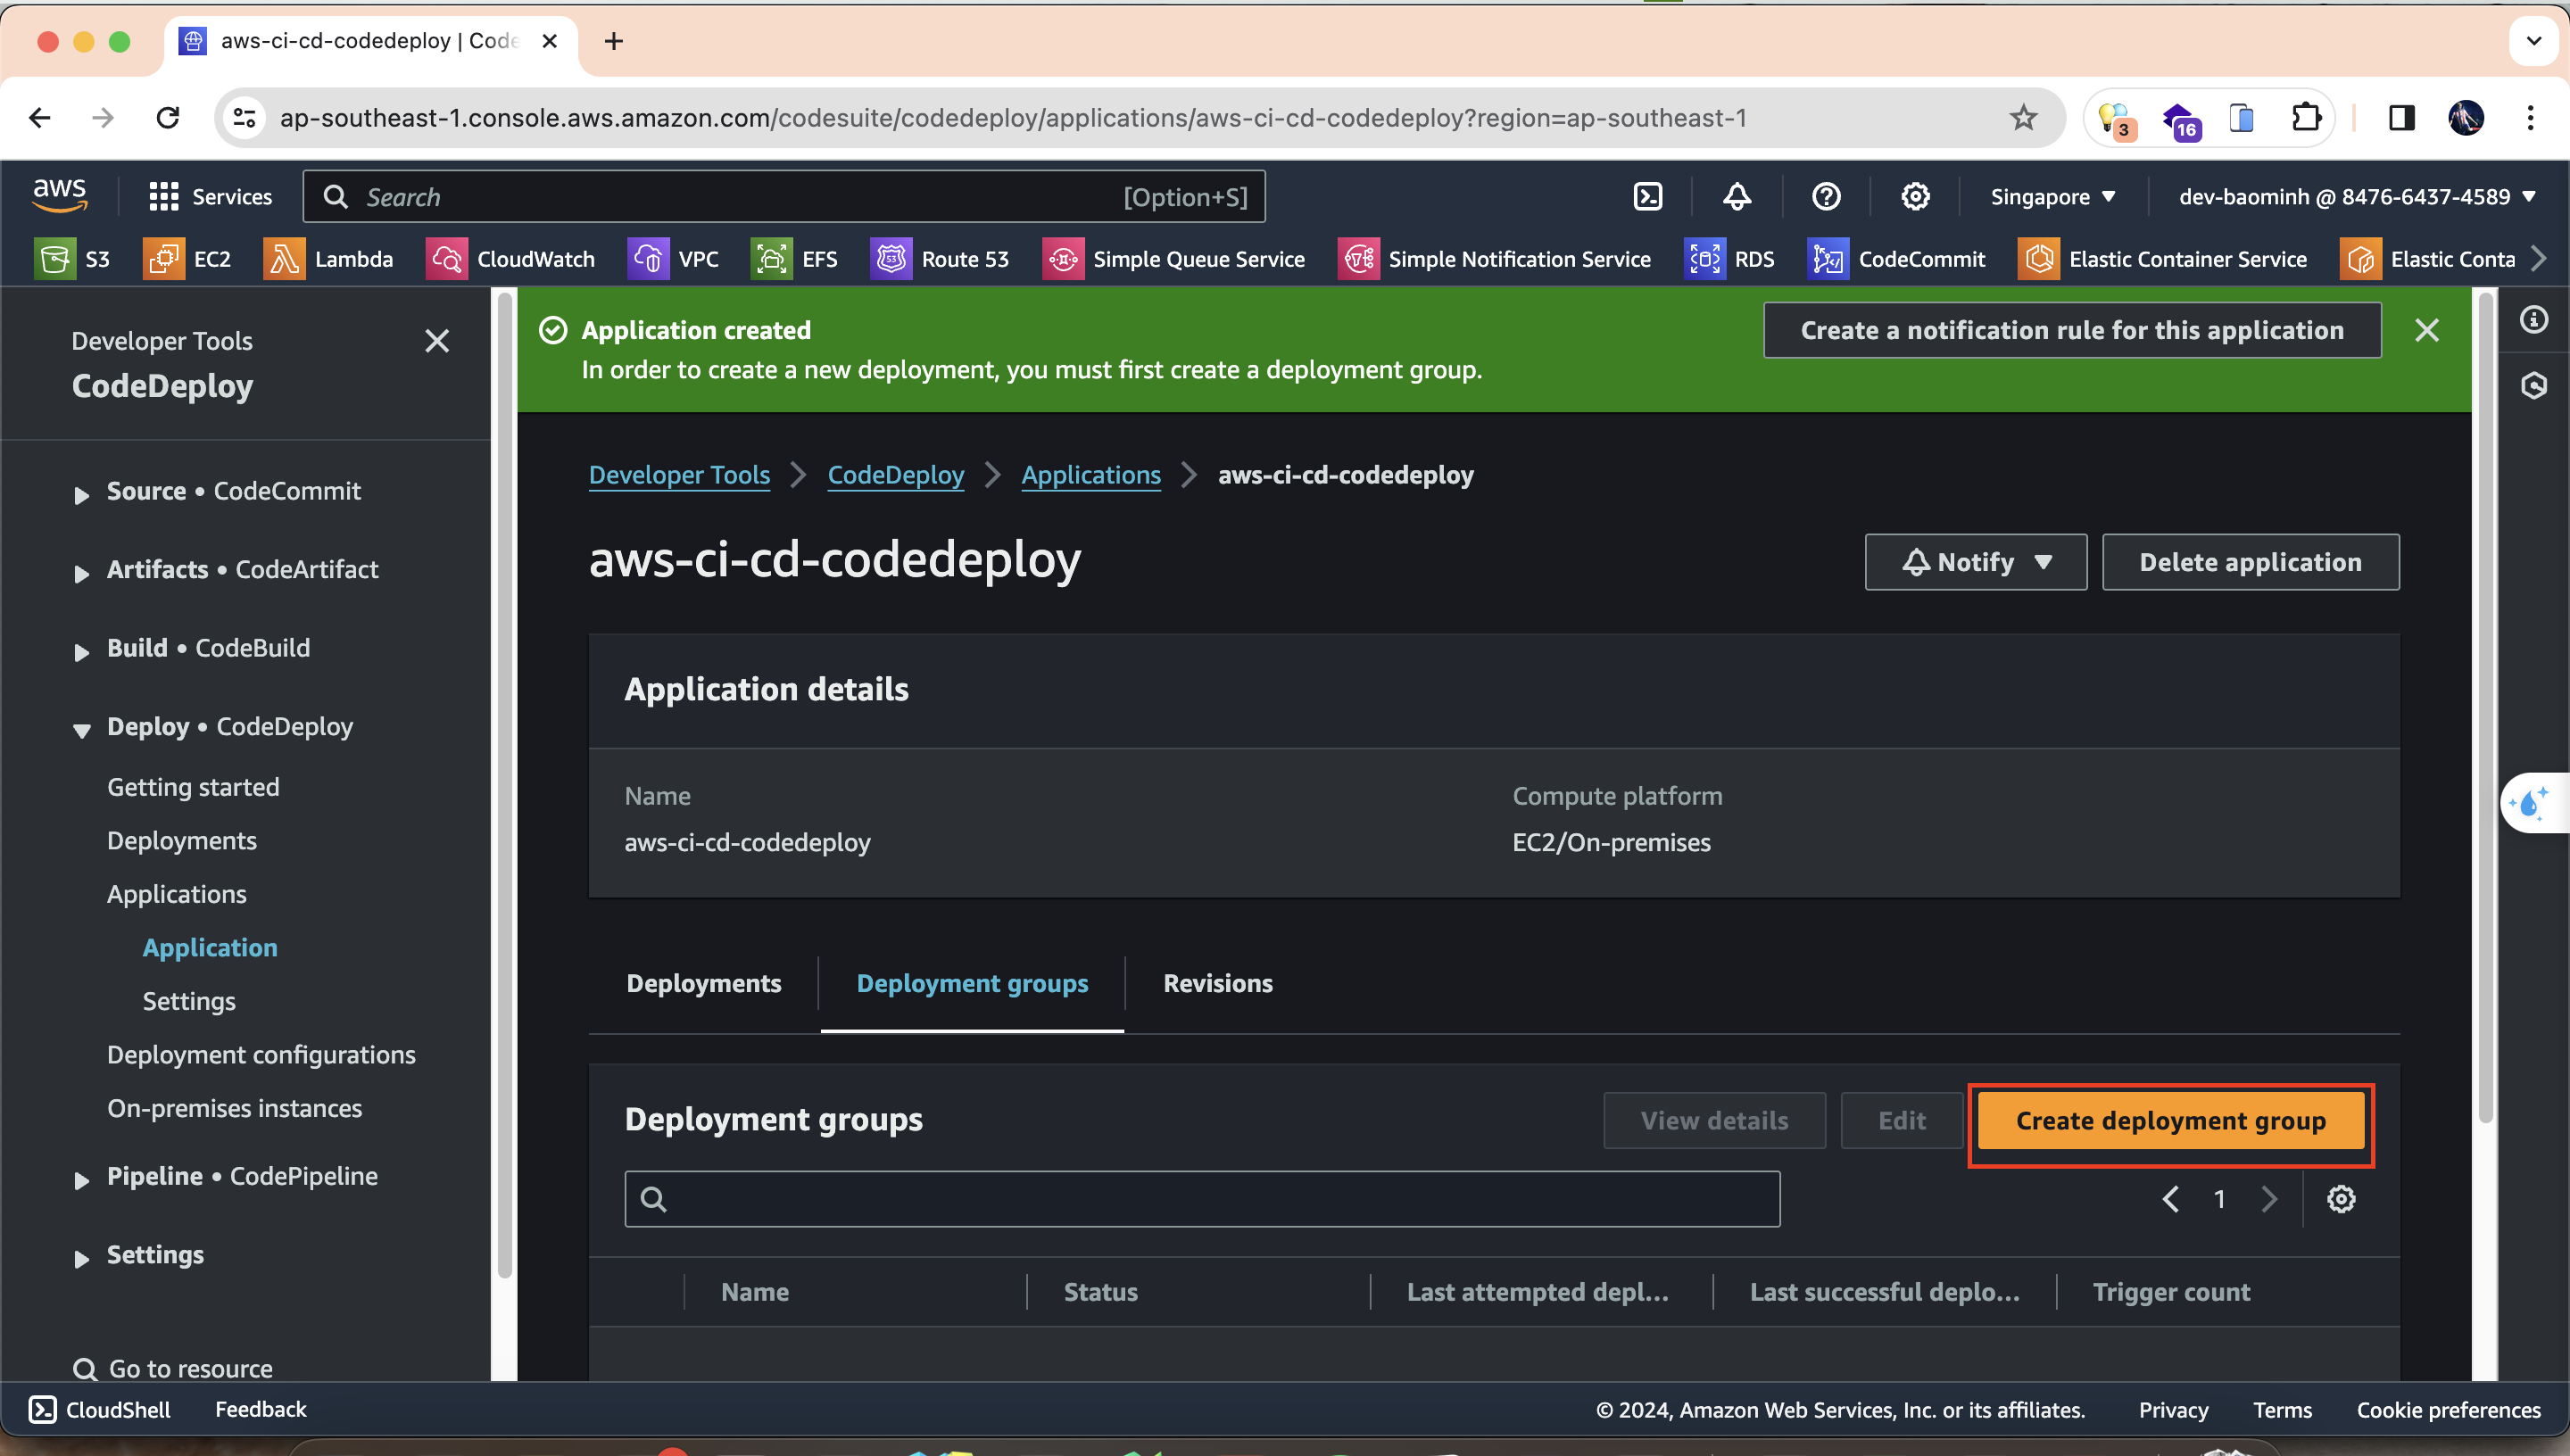 aws-ci-cd-codedeploy | Code
ap-southeast-1.console.aws.amazon.com/codesuite/codedeploy/applications/aws-ci-cd-codedeploy?region=ap-southeast-1
3
16
aws
Services
Search
[Option+S]
Singapore
dev-baominh @ 8476-6437-4589
S3
EC2
Lambda
CloudWatch
VPC
EFS
Route 53
Simple Queue Service
Simple Notification Service
RDS
CodeCommit
Elastic Container Service
Elastic Conta
Developer Tools
CodeDeploy
Source • CodeCommit
Artifacts • CodeArtifact
Build • CodeBuild
Deploy • CodeDeploy
Getting started
Deployments
Applications
Application
Settings
Deployment configurations
On-premises instances
Pipeline • CodePipeline
Settings
Go to resource
Application created
In order to create a new deployment, you must first create a deployment group.
Create a notification rule for this application
Developer Tools
CodeDeploy
Applications
aws-ci-cd-codedeploy
aws-ci-cd-codedeploy
Notify
Delete application
Application details
Name
aws-ci-cd-codedeploy
Compute platform
EC2/On-premises
Deployments
Deployment groups
Revisions
Deployment groups
View details
Edit
Create deployment group
1
Name
Status
Last attempted depl...
Last successful deplo...
Trigger count
CloudShell
Feedback
© 2024, Amazon Web Services, Inc. or its affiliates.
Privacy
Terms
Cookie preferences